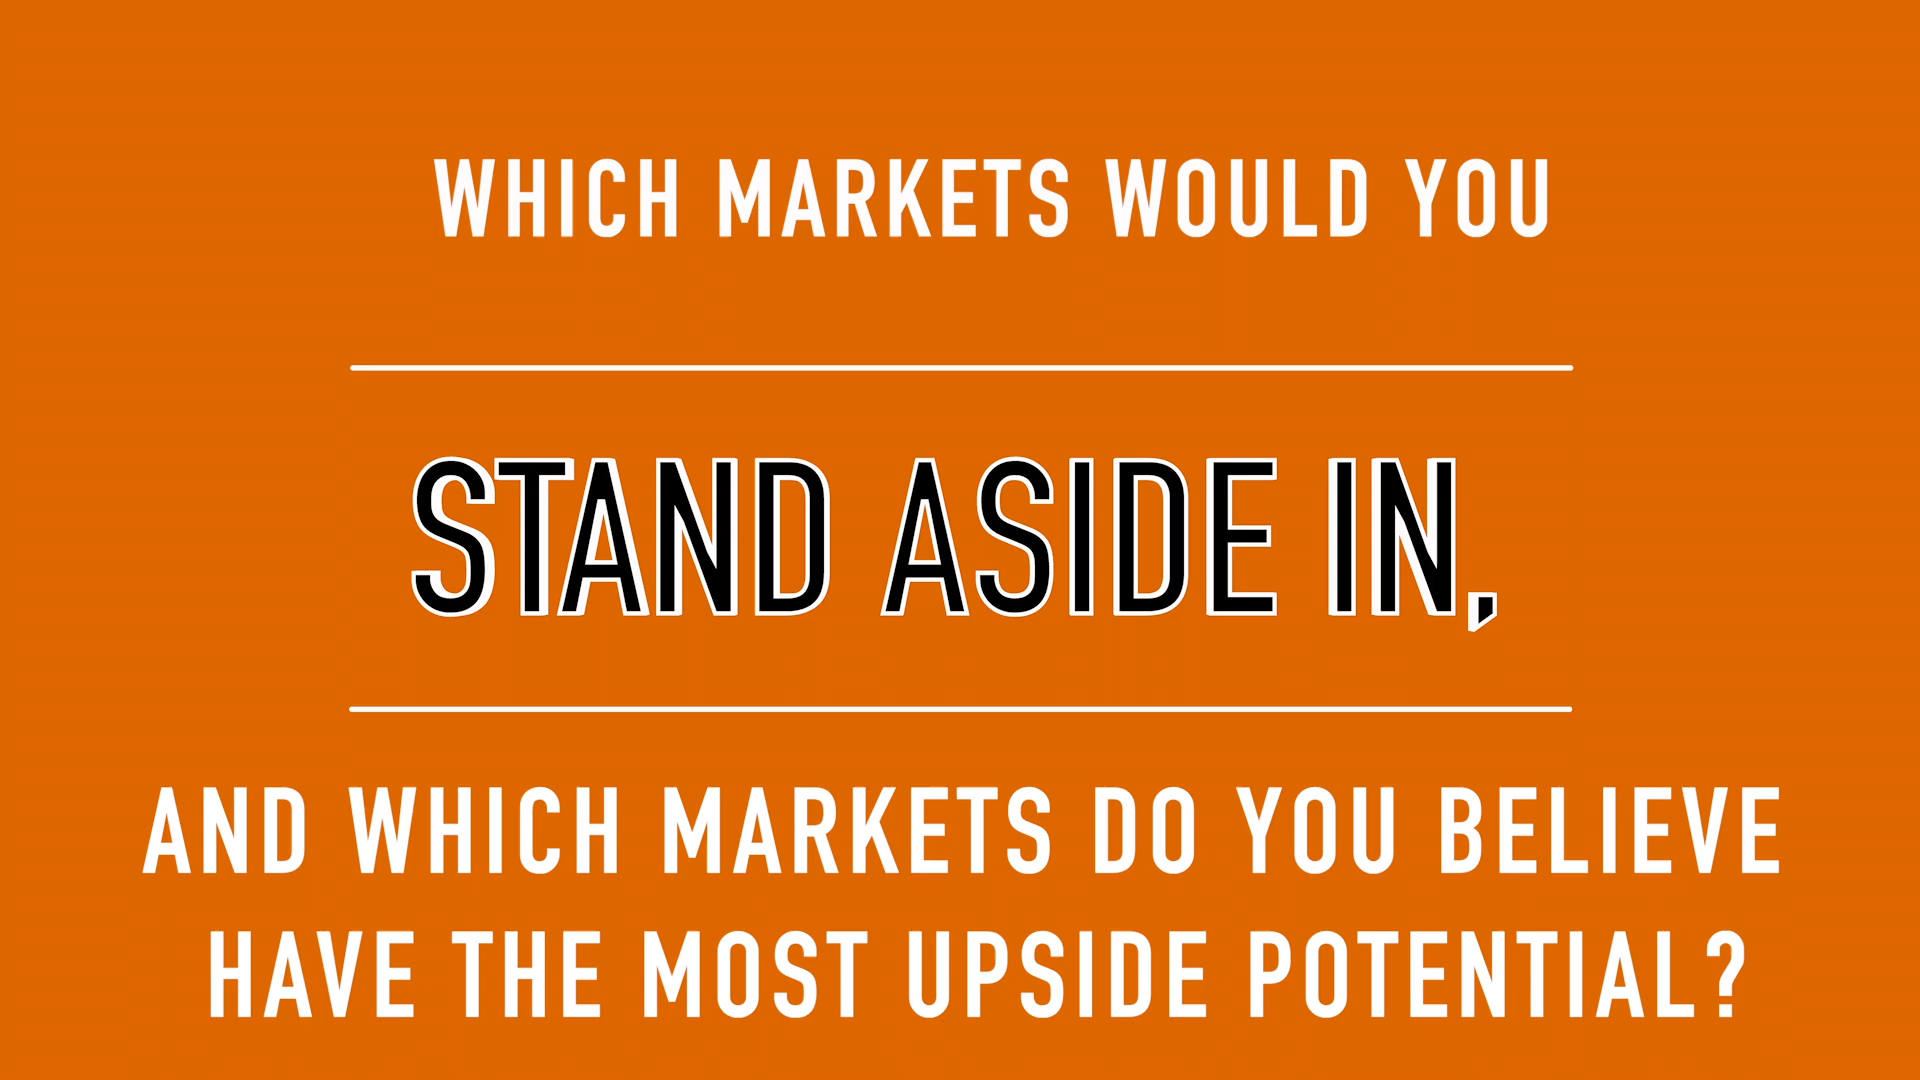 WHICH MARKETS WOULD YOU
STAND ASIDE IN,
AND WHICH MARKETS DO YOU BELIEVE
HAVE THE MOST UPSIDE POTENTIAL?